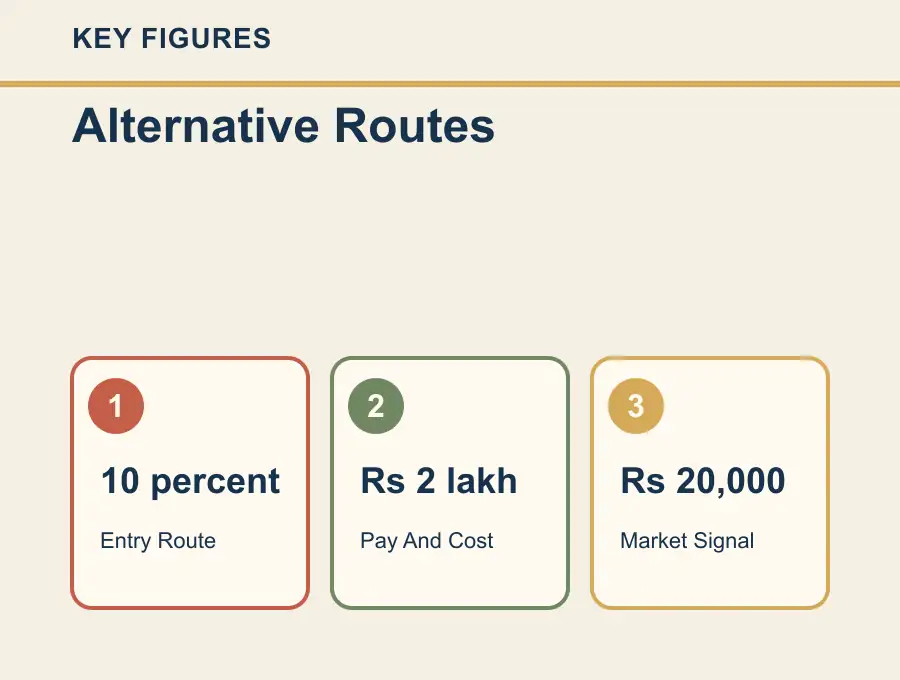 KEY FIGURES
Alternative Routes
1
10 percent
Entry Route
2
Rs 2 lakh
Pay And Cost
3
Rs 20,000
Market Signal